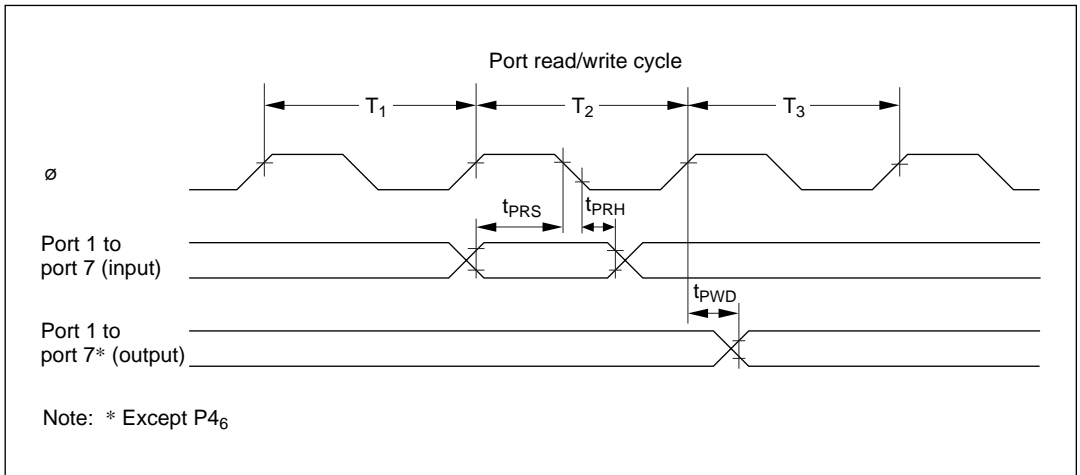 Port read/write cycle
T1 T2 T3
ø
tPRS tPRH
Port 1 to
port 7 (input)
tPWD
Port 1 to
port 7* (output)
Note: * Except P46